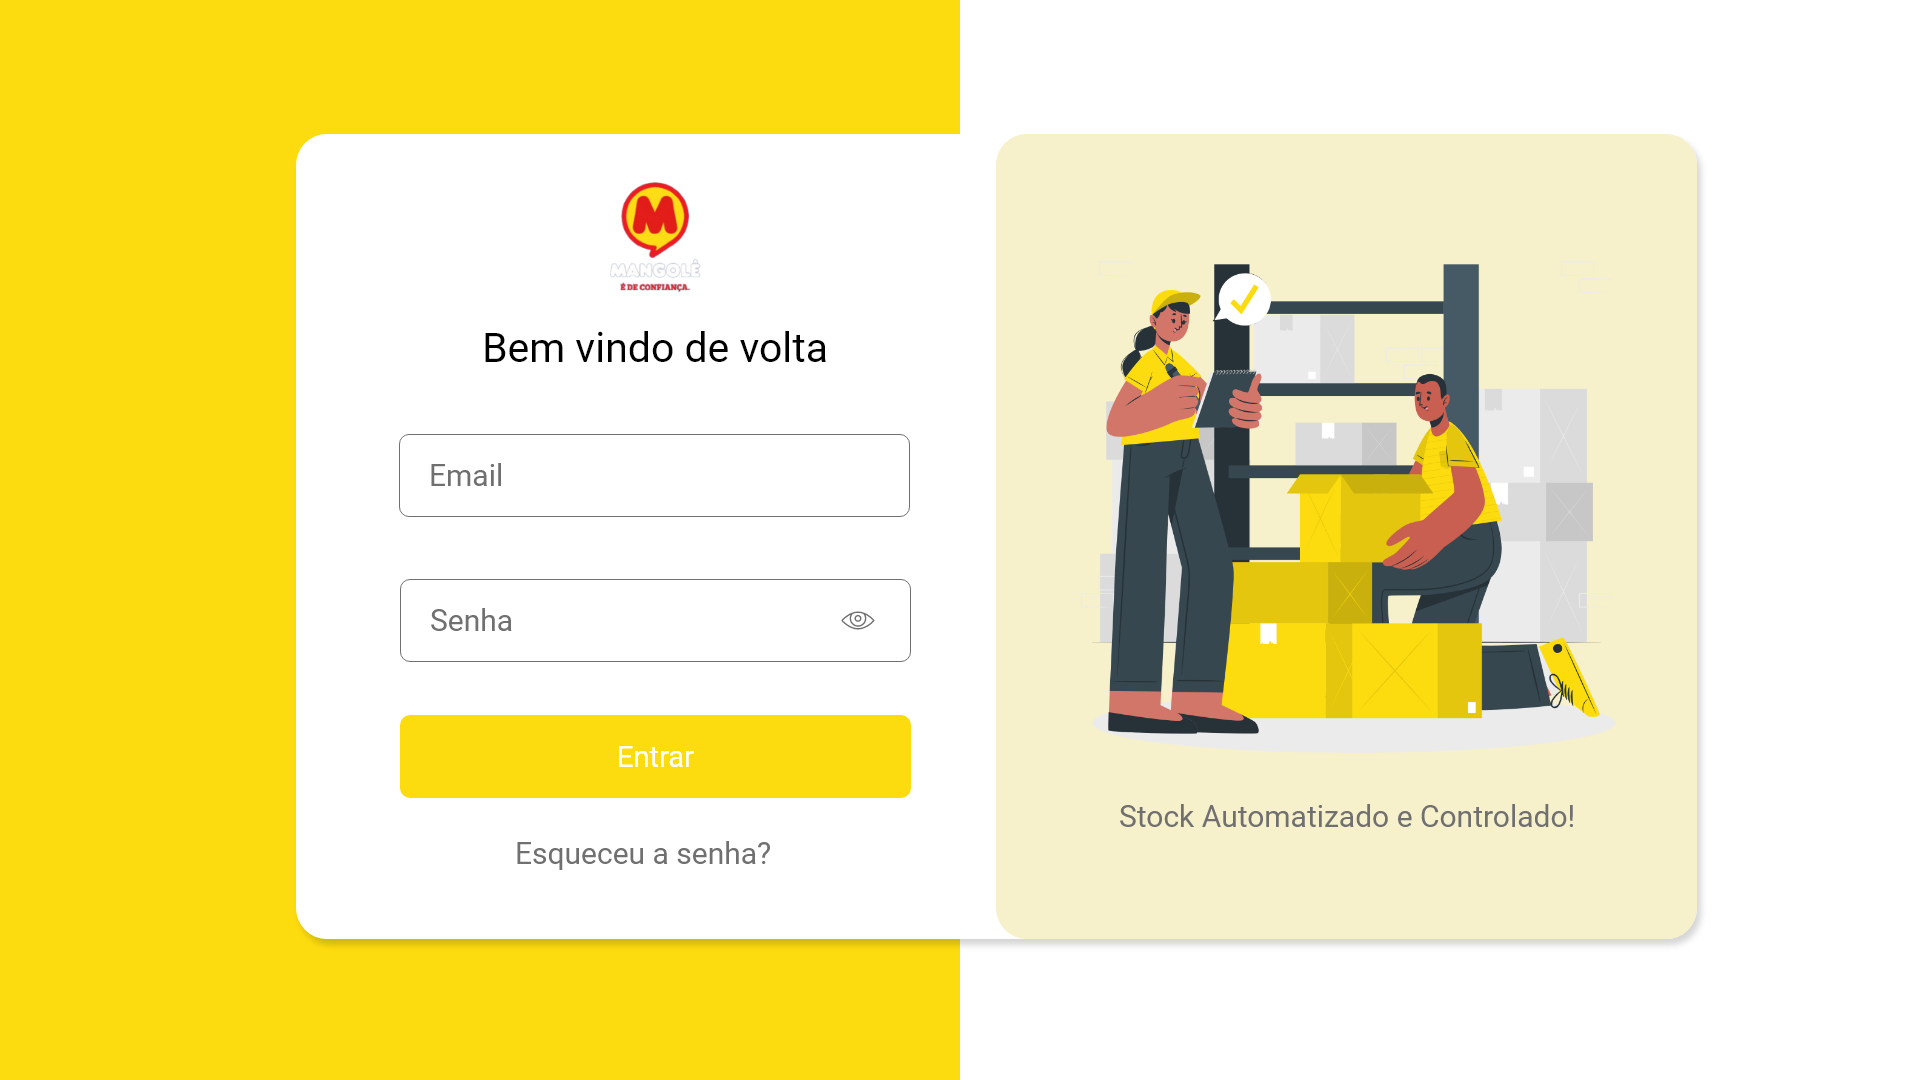 M
MANGOLÊ
É DE CONFIANÇA.
Bem vindo de volta
Email
Senha
Entrar
Esqueceu a senha?
Stock Automatizado e Controlado!